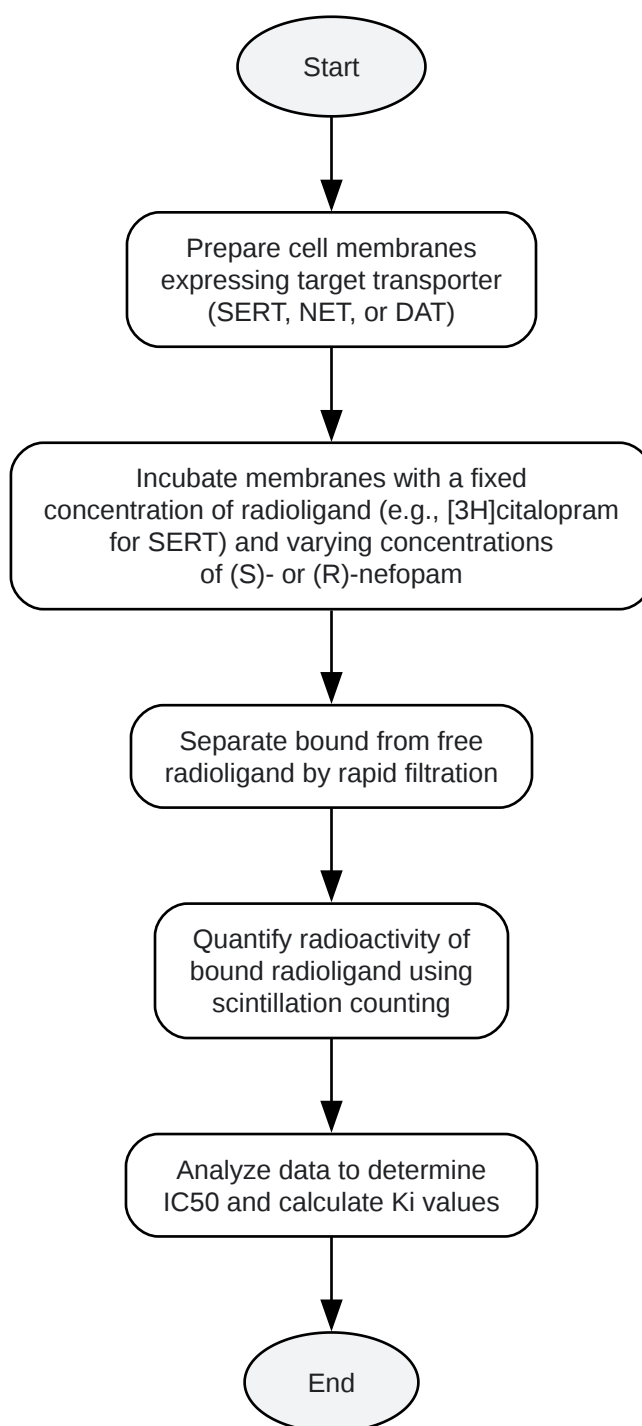 Start
Prepare cell membranes
expressing target transporter
(SERT, NET, or DAT)
Incubate membranes with a fixed
concentration of radioligand (e.g., [3H]citalopram
for SERT) and varying concentrations
of (S)- or (R)-nefopam
Separate bound from free
radioligand by rapid filtration
Quantify radioactivity of
bound radioligand using
scintillation counting
Analyze data to determine
IC50 and calculate Ki values
End